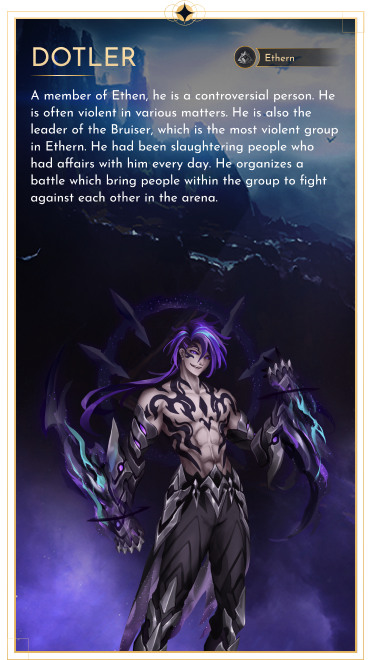 DOTLER
Ethern
A member of Ethen, he is a controversial person. He
is often violent in various matters. He is also the
leader of the Bruiser, which is the most violent group
in Ethern. He had been slaughtering people who
had affairs with him every day. He organizes a
battle which bring people within the group to fight
against each other in the arena.